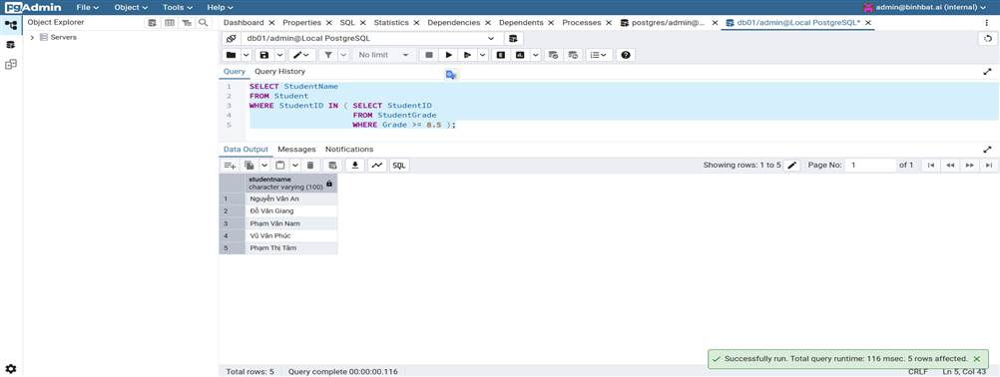 pgAdmin File Object Tools Help admin@binhbat.ai (internal)
Object Explorer
Dashboard Properties SQL Statistics Dependencies Dependents Processes postgres/admin@... db01/admin@Local PostgreSQL*
Servers
db01/admin@Local PostgreSQL
No limit
Query Query History
1 SELECT StudentName
2 FROM Student
3 WHERE StudentID IN ( SELECT StudentID
4 FROM StudentGrade
5 WHERE Grade >= 8.5 );
Data Output Messages Notifications
SQL Showing rows: 1 to 5 Page No: 1 of 1
studentname
character varying (100)
1 Nguyễn Văn An
2 Đỗ Văn Giang
3 Phạm Văn Nam
4 Vũ Văn Phúc
5 Phạm Thị Tâm
Successfully run. Total query runtime: 116 msec. 5 rows affected.
Total rows: 5 Query complete 00:00:00.116 CRLF Ln 5, Col 43